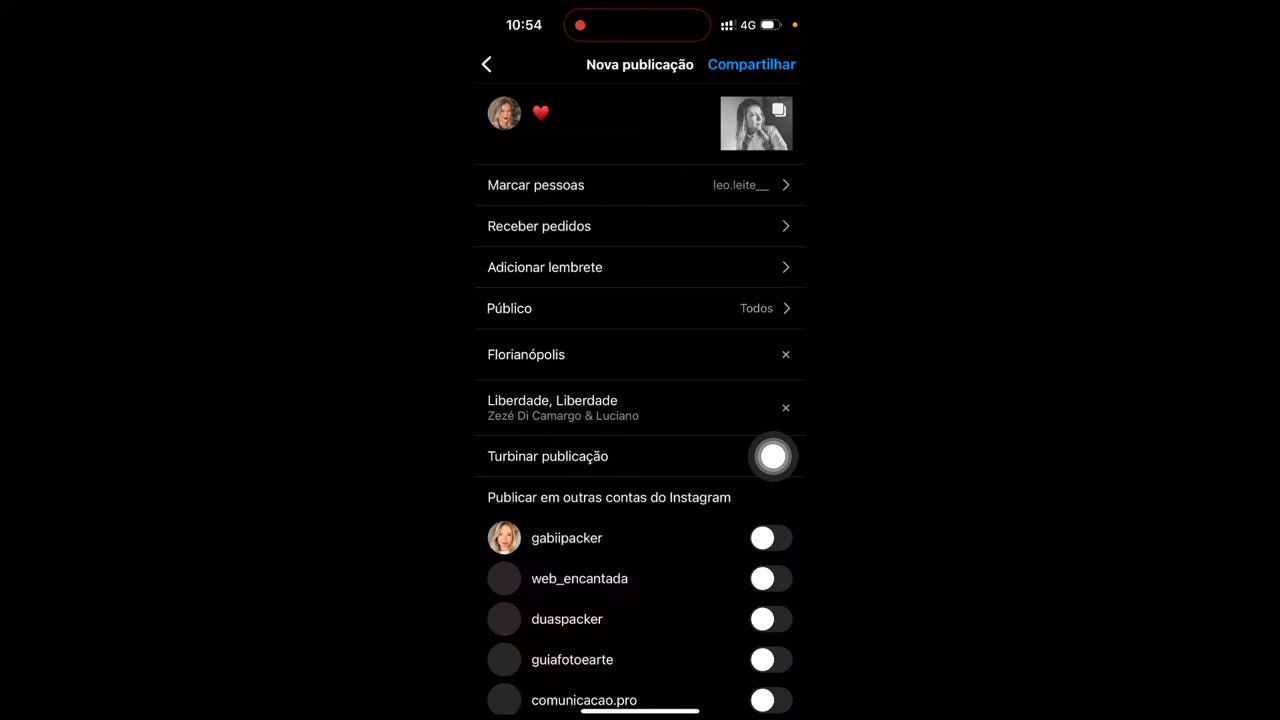 10:54
4G
Nova publicação
Compartilhar
❤️
Marcar pessoas
leo.leite__
Receber pedidos
Adicionar lembrete
Público
Todos
Florianópolis
Liberdade, Liberdade
Zezé Di Camargo & Luciano
Turbinar publicação
Publicar em outras contas do Instagram
gabiipacker
web_encantada
duaspacker
guiafotoearte
comunicacao.pro